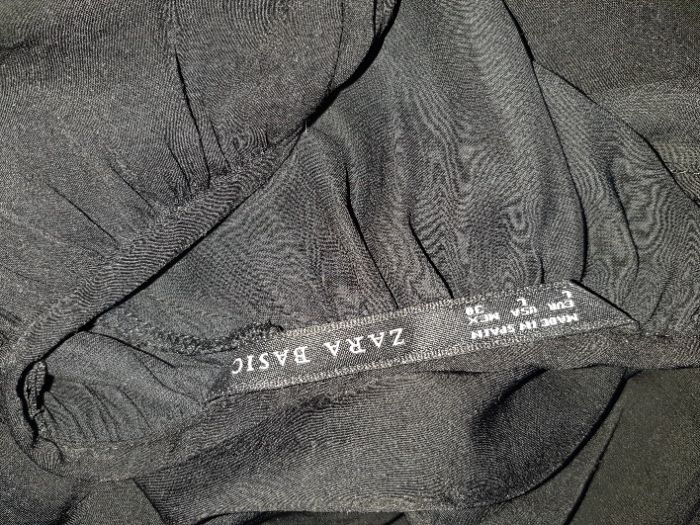 ZARA BASIC
MADE IN SPAIN
EUR USA MEX
L L 30